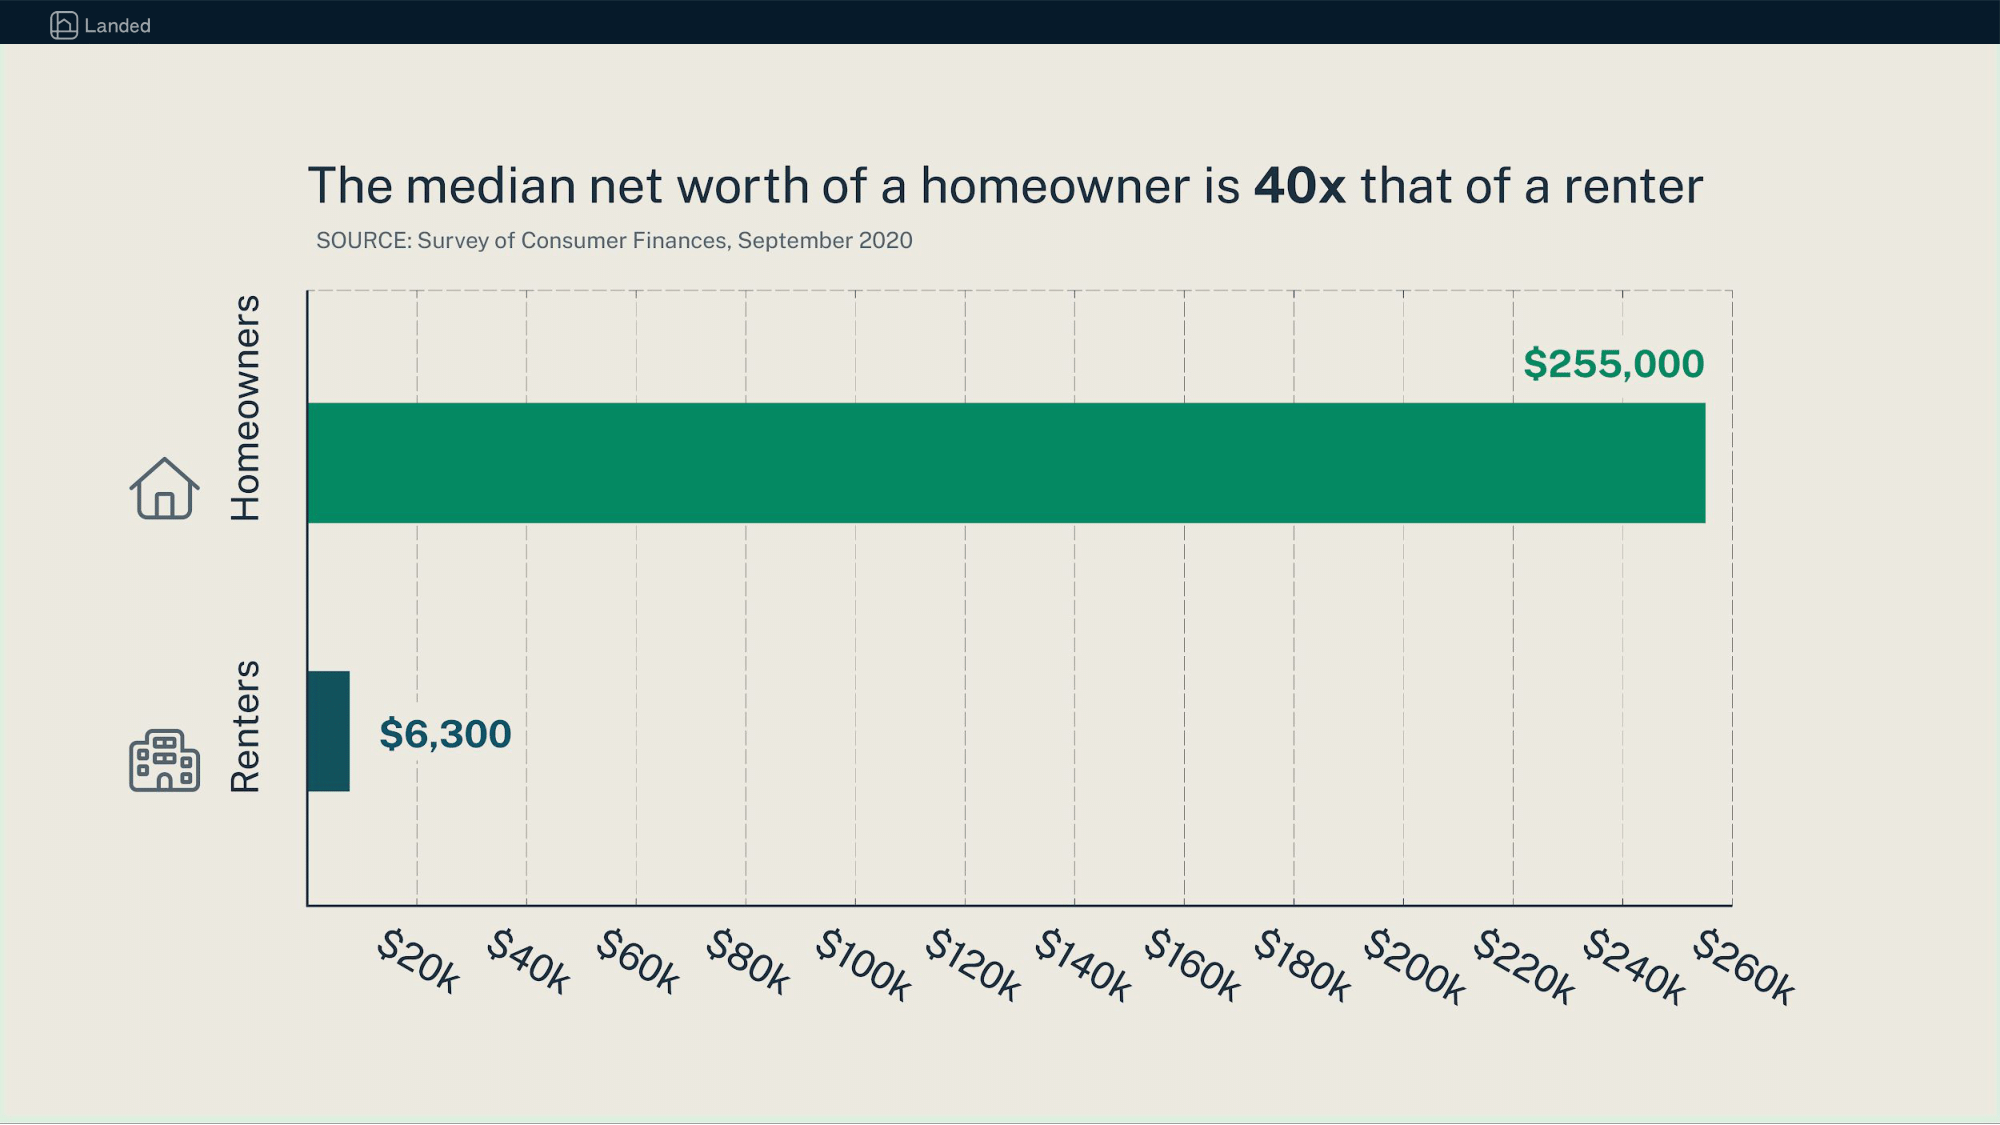 Landed
The median net worth of a homeowner is 40x that of a renter
SOURCE: Survey of Consumer Finances, September 2020
Homeowners
$255,000
Renters
$6,300
$20k
$40k
$60k
$80k
$100k
$120k
$140k
$160k
$180k
$200k
$220k
$240k
$260k